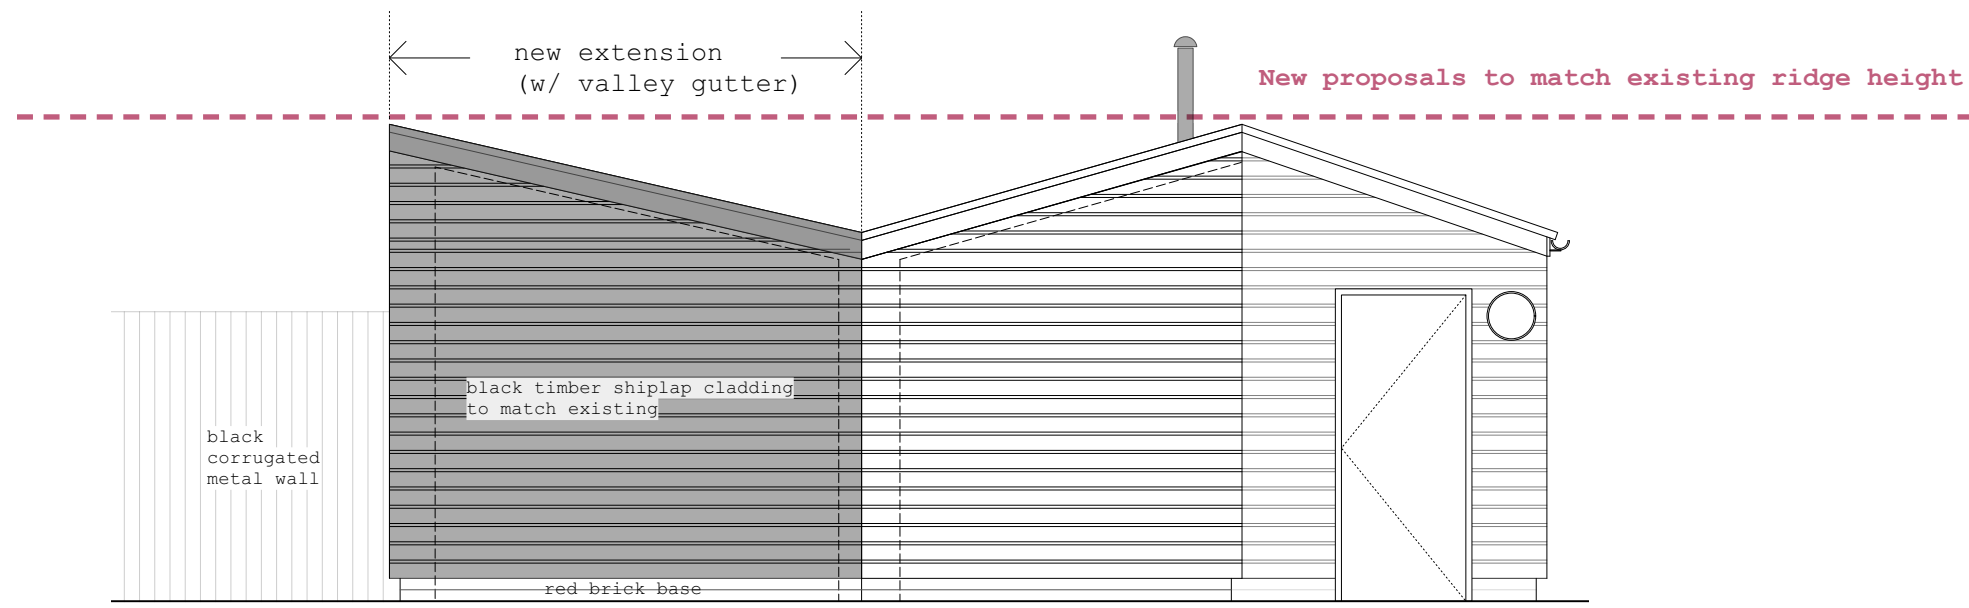 new extension
(w/ valley gutter)
New proposals to match existing ridge height
black timber shiplap cladding
to match existing
black
corrugated
metal wall
red brick base